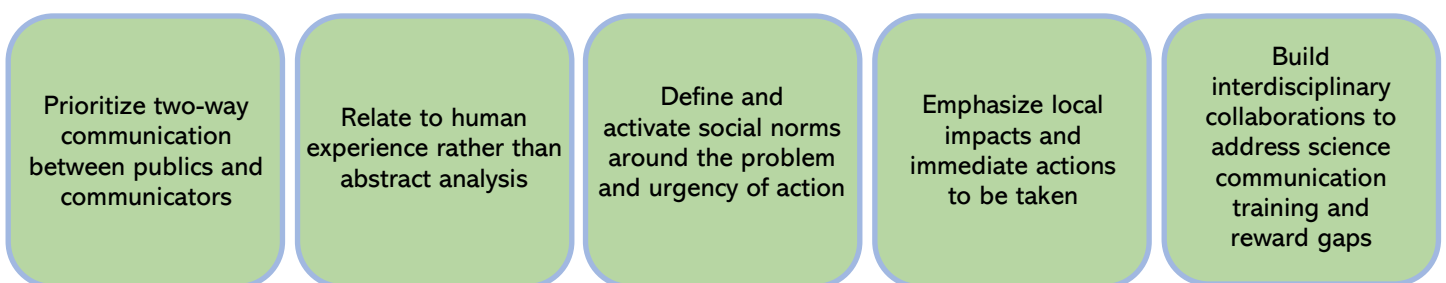 Prioritize two-way
communication
between publics and
communicators
Relate to human
experience rather than
abstract analysis
Define and
activate social norms
around the problem
and urgency of action
Emphasize local
impacts and
immediate actions
to be taken
Build
interdisciplinary
collaborations to
address science
communication
training and
reward gaps